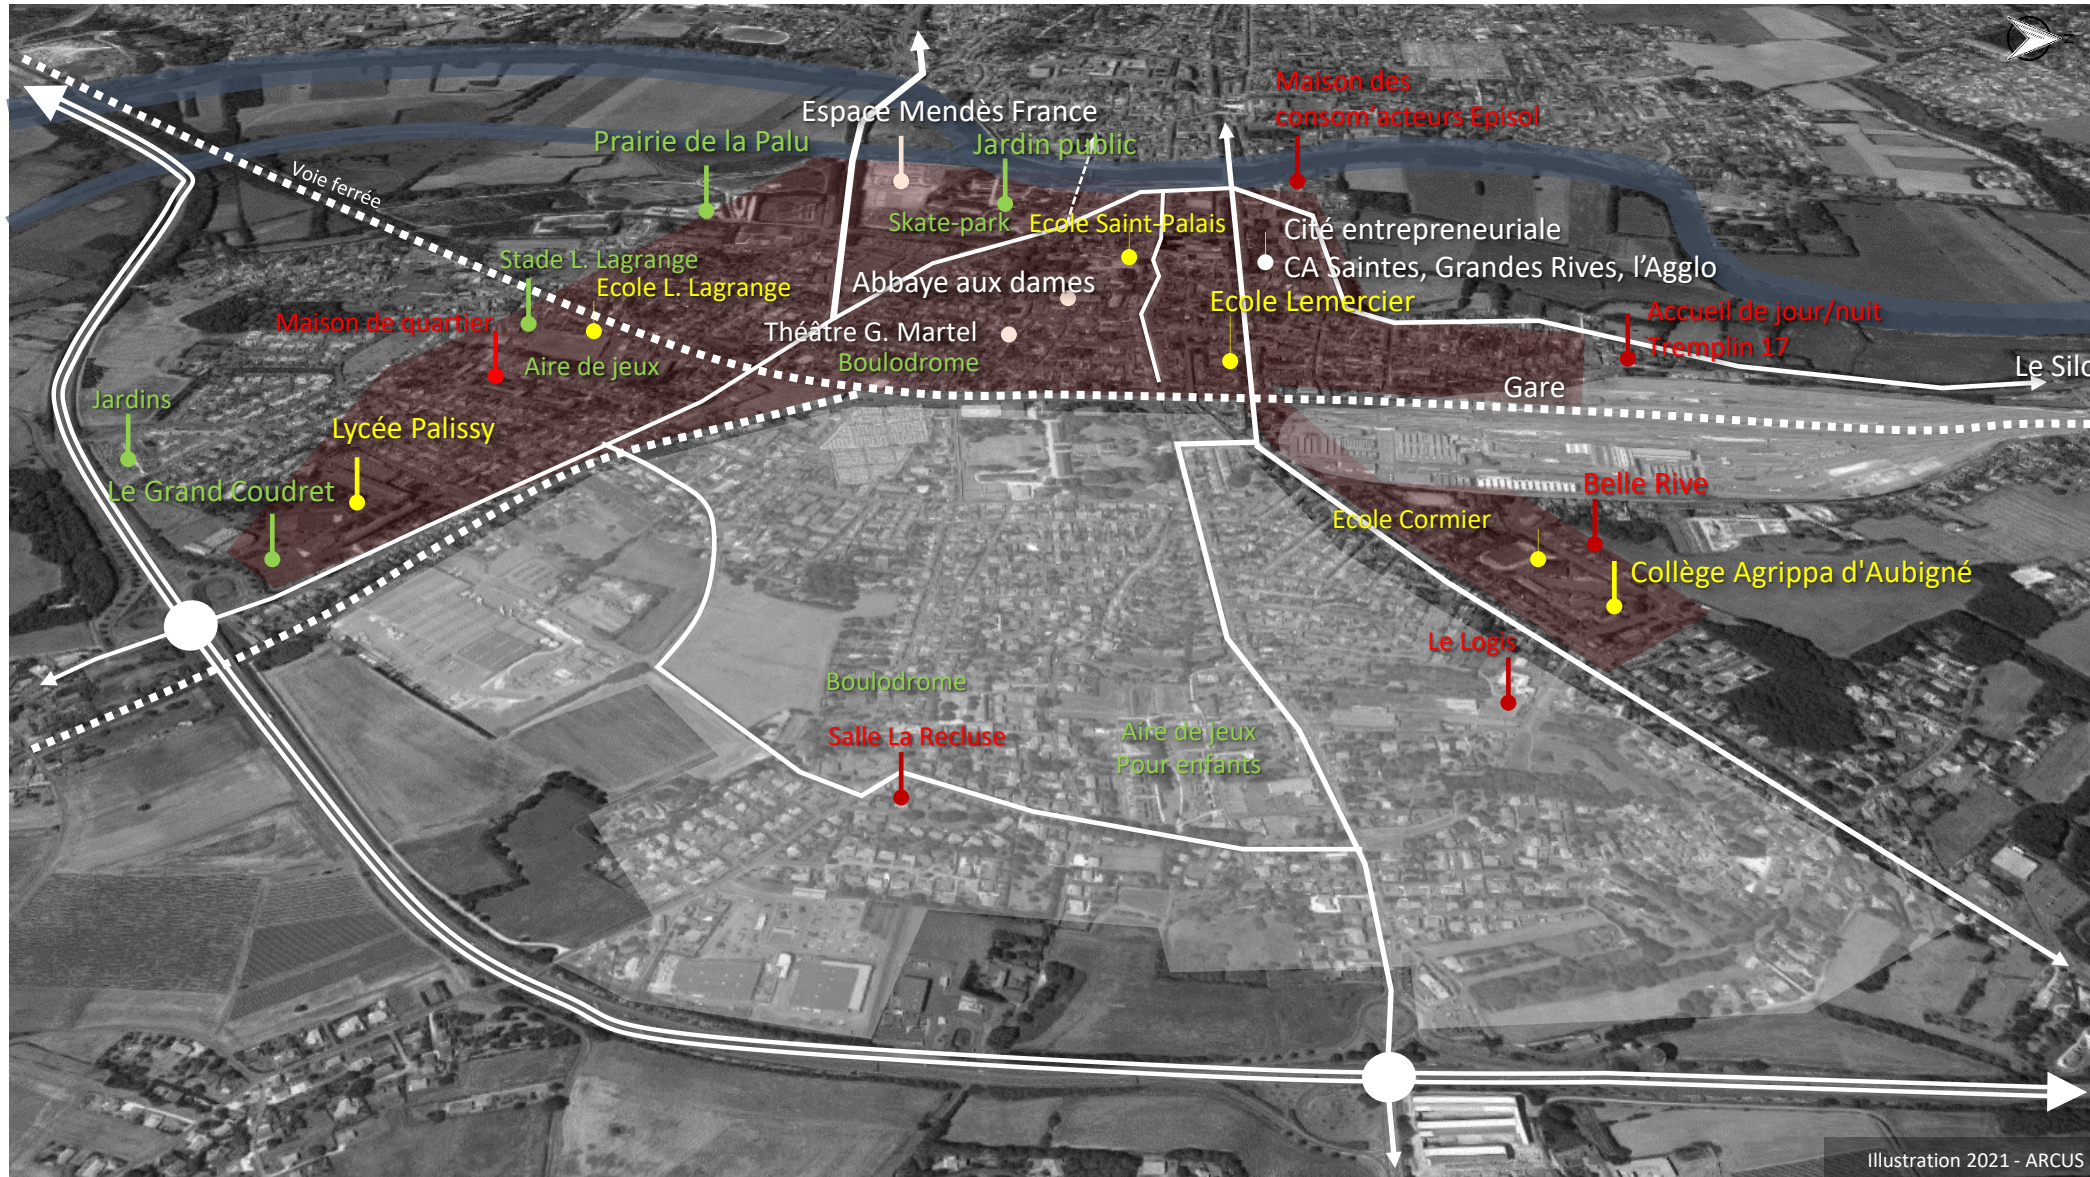 Maison des
consom'acteurs Episol
Espace Mendès France
Prairie de la Palu
Jardin public
Voie ferrée
Skate-park
Ecole Saint-Palais
Cité entrepreneuriale
CA Saintes, Grandes Rives, l'Agglo
Stade L. Lagrange
Ecole L. Lagrange
Abbaye aux dames
Ecole Lemercier
Maison de quartier
Théâtre G. Martel
Accueil de jour/nuit
Tremplin 17
Aire de jeux
Boulodrome
Le Silo
Gare
Jardins
Lycée Palissy
Le Grand Coudret
Belle Rive
Ecole Cormier
Collège Agrippa d'Aubigné
Le Logis
Boulodrome
Salle La Récluse
Aire de jeux
Pour enfants
Illustration 2021 - ARCUS